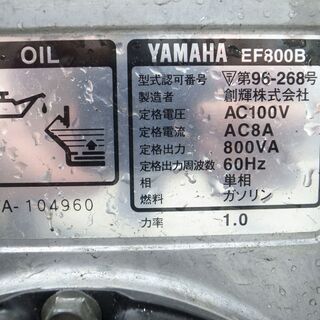 OIL
A-104960
YAMAHA EF800B
型式認可番号 第96-268号
製造者 創輝株式会社
定格電圧 AC100V
定格電流 AC8A
定格出力 800VA
定格出力周波数 60Hz
相 単相
燃料 ガソリン
力率 1.0